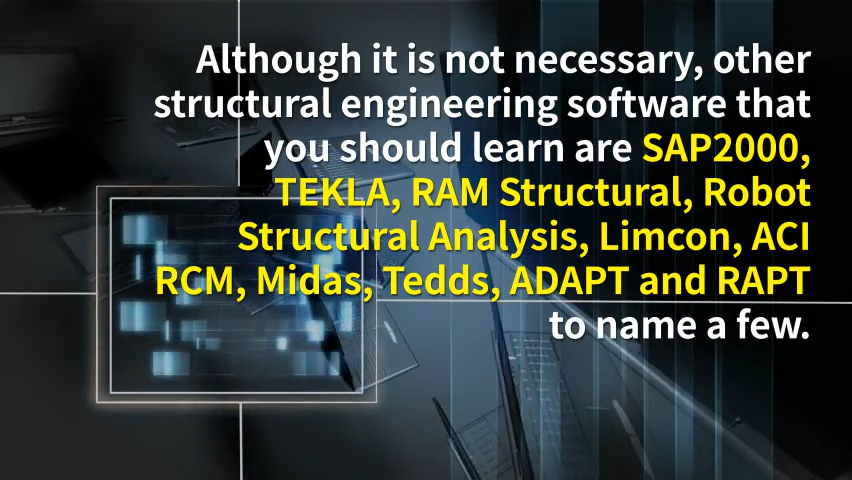 Although it is not necessary, other
structural engineering software that
you should learn are SAP2000,
TEKLA, RAM Structural, Robot
Structural Analysis, Limcon, ACI
RCM, Midas, Tedds, ADAPT and RAPT
to name a few.